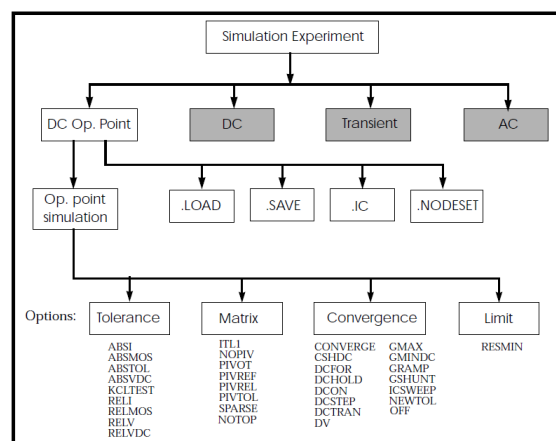 Simulation Experiment
DC Op. Point
DC
Transient
AC
Op. point
simulation
.LOAD
.SAVE
.IC
.NODESET
Options:
Tolerance
Matrix
Convergence
Limit
ABSI
ABSMOS
ABSTOL
ABSVDC
KCLTEST
RELI
RELMOS
RELV
RELVDC
ITL1
NOPIV
PIVOT
PIVREF
PIVREL
PIVTOL
SPARSE
NOTOP
CONVERGE
CSHDC
DCFOR
DCHOLD
DCON
DCSTEP
DCTRAN
DV
GMAX
GMINDC
GRAMP
GSHUNT
ICSWEEP
NEWTOL
OFF
RESMIN